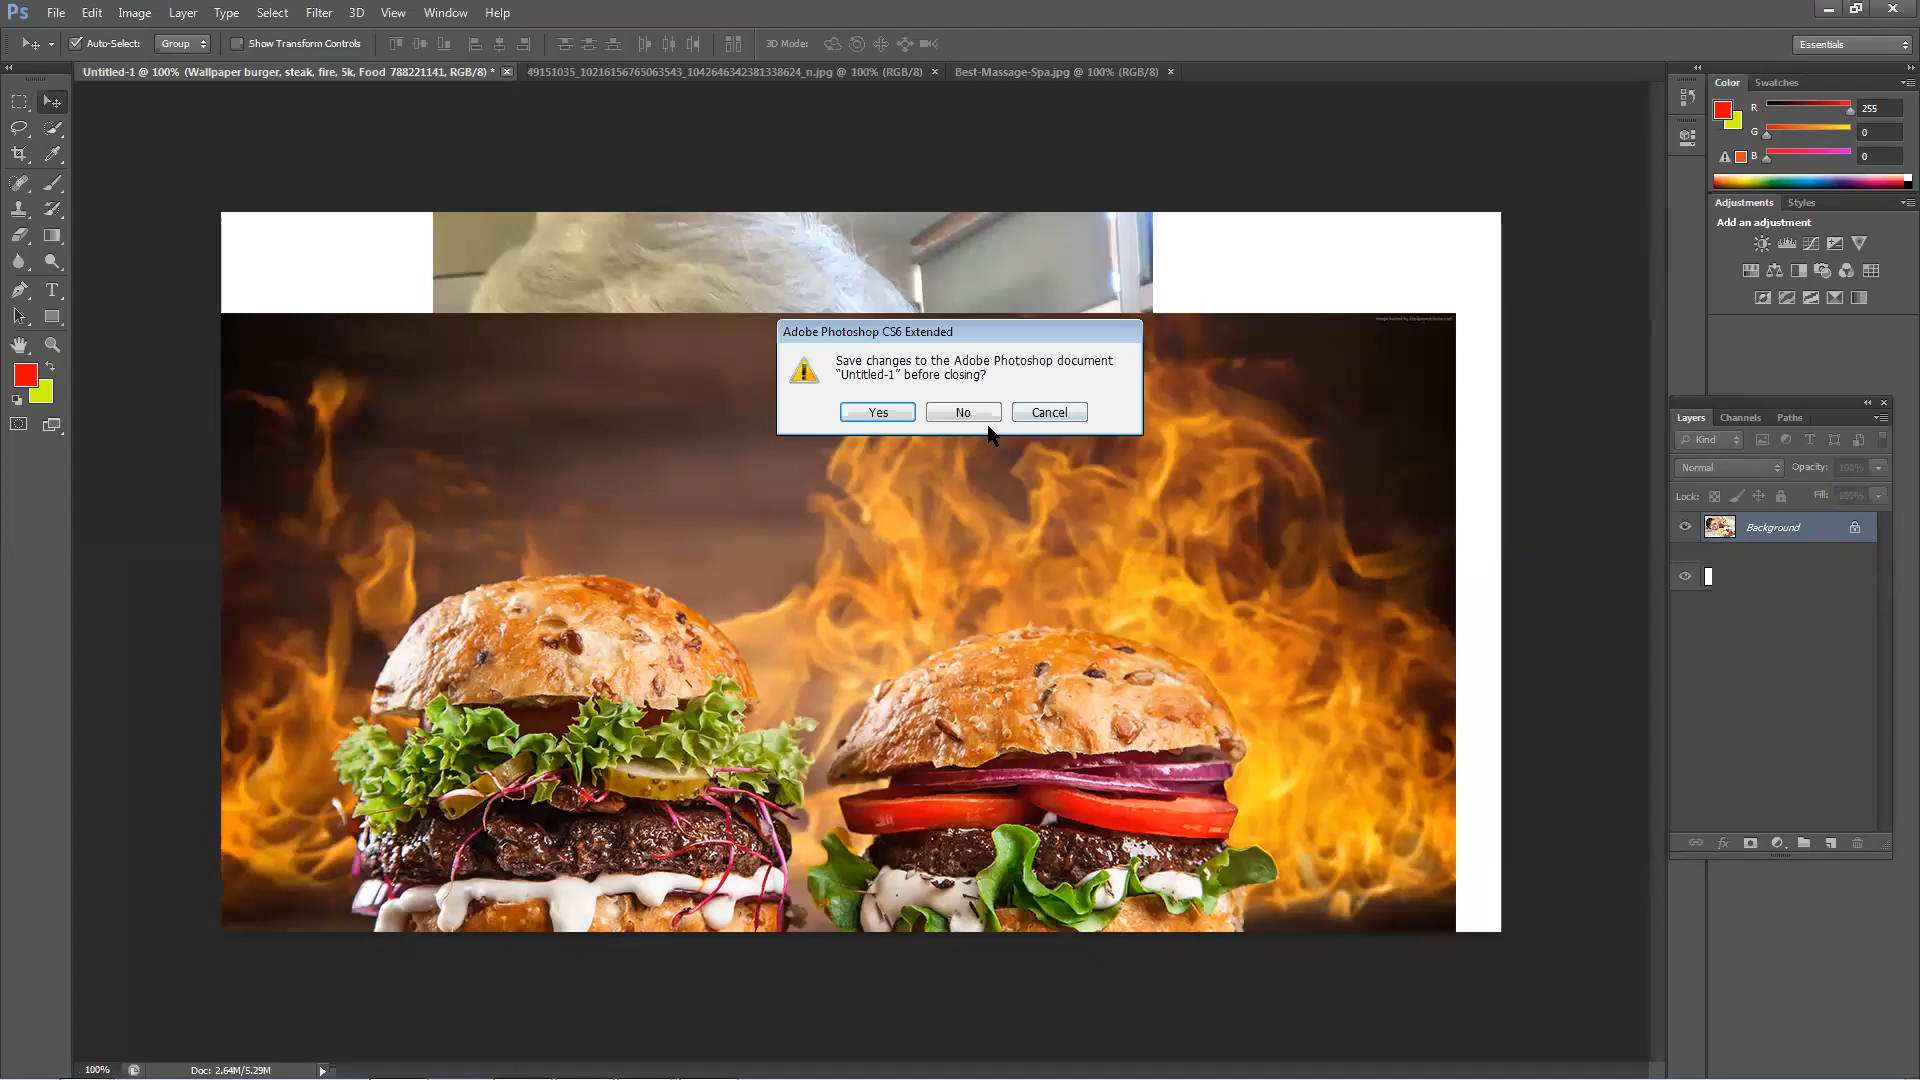 Ps File Edit Image Layer Type Select Filter 3D View Window Help
Auto-Select: Group Show Transform Controls 3D Mode: Essentials
Untitled-1 @ 100% (Wallpaper burger, steak, fire, 5k, Food 788221141, RGB/8) * 49151035_10216156765063543_1042646342381338624_n.jpg @ 100% (RGB/8) Best-Massage-Spa.jpg @ 100% (RGB/8)
Color Swatches
R 255
G 0
B 0
Adjustments Styles
Add an adjustment
Adobe Photoshop CS6 Extended
Save changes to the Adobe Photoshop document
“Untitled-1” before closing?
Yes No Cancel
Layers Channels Paths
Kind
Normal Opacity: 100%
Lock: Fill: 100%
Background
100% Doc: 2.64M/5.29M